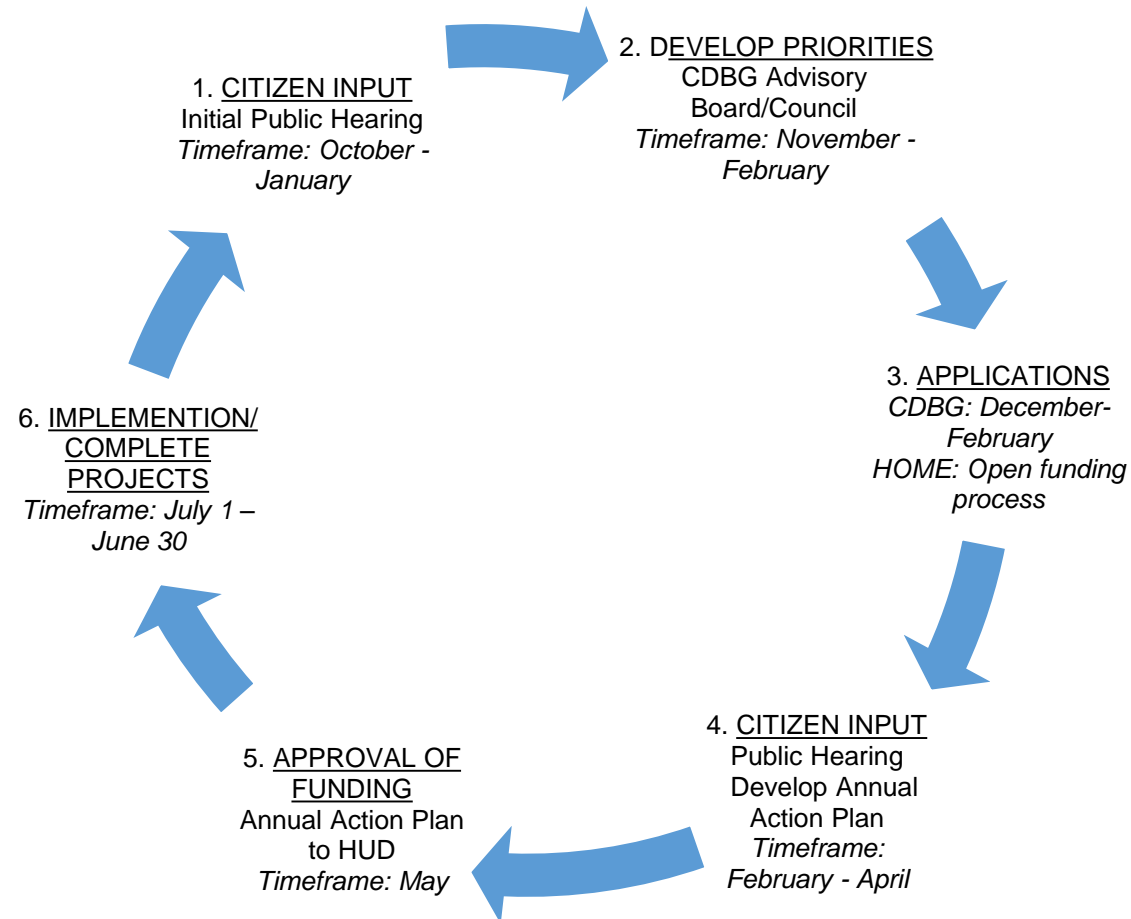 1. CITIZEN INPUT
Initial Public Hearing
Timeframe: October -
January
2. DEVELOP PRIORITIES
CDBG Advisory
Board/Council
Timeframe: November -
February
3. APPLICATIONS
CDBG: December-
February
HOME: Open funding
process
4. CITIZEN INPUT
Public Hearing
Develop Annual
Action Plan
Timeframe:
February - April
5. APPROVAL OF
FUNDING
Annual Action Plan
to HUD
Timeframe: May
6. IMPLEMENTION/
COMPLETE
PROJECTS
Timeframe: July 1 –
June 30